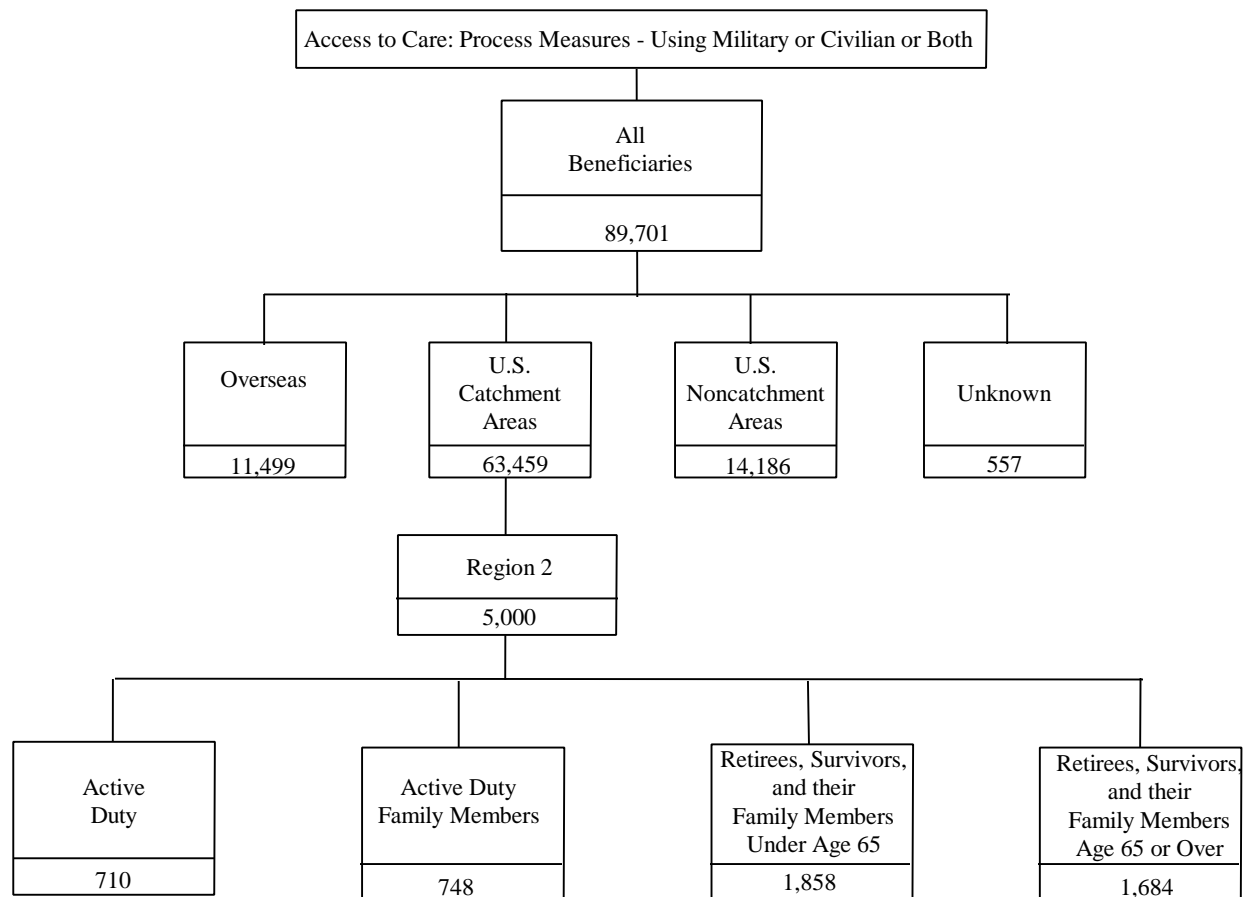 Access to Care: Process Measures - Using Military or Civilian or Both
All
Beneficiaries
89,701
Overseas
11,499
U.S.
Catchment
Areas
63,459
U.S.
Noncatchment
Areas
14,186
Unknown
557
Region 2
5,000
Active
Duty
710
Active Duty
Family Members
748
Retirees, Survivors,
and their
Family Members
Under Age 65
1,858
Retirees, Survivors,
and their
Family Members
Age 65 or Over
1,684